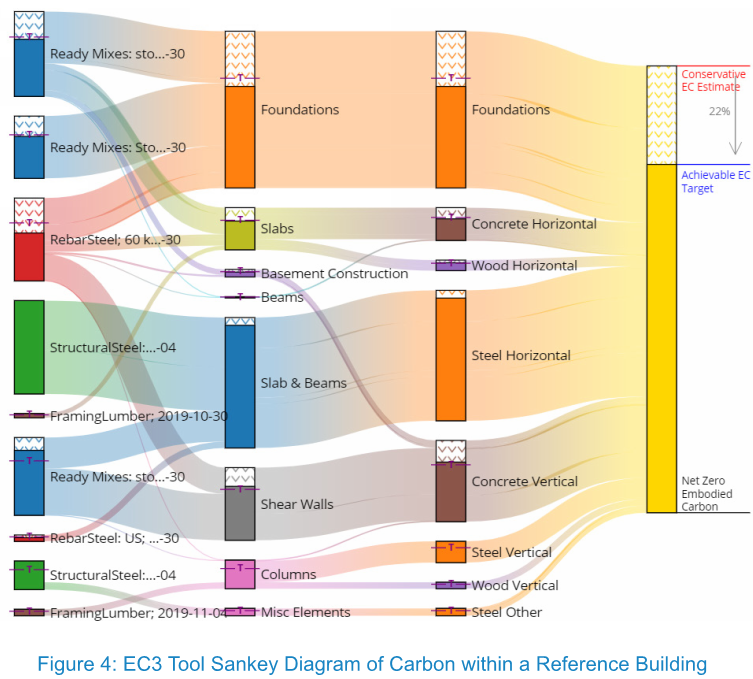 Ready Mixes: sto...-30
Ready Mixes: Sto...-30
RebarSteel; 60 k...-30
StructuralSteel:...-04
FramingLumber; 2019-10-30
Ready Mixes: sto...-30
RebarSteel: US; ...-30
StructuralSteel:...-04
FramingLumber; 2019-11-04
Foundations
Slabs
Basement Construction
Beams
Slab & Beams
Shear Walls
Columns
Misc Elements
Foundations
Concrete Horizontal
Wood Horizontal
Steel Horizontal
Concrete Vertical
Steel Vertical
Wood Vertical
Steel Other
Conservative
EC Estimate
22%
Achievable EC
Target
Net Zero
Embodied
Carbon
Figure 4: EC3 Tool Sankey Diagram of Carbon within a Reference Building